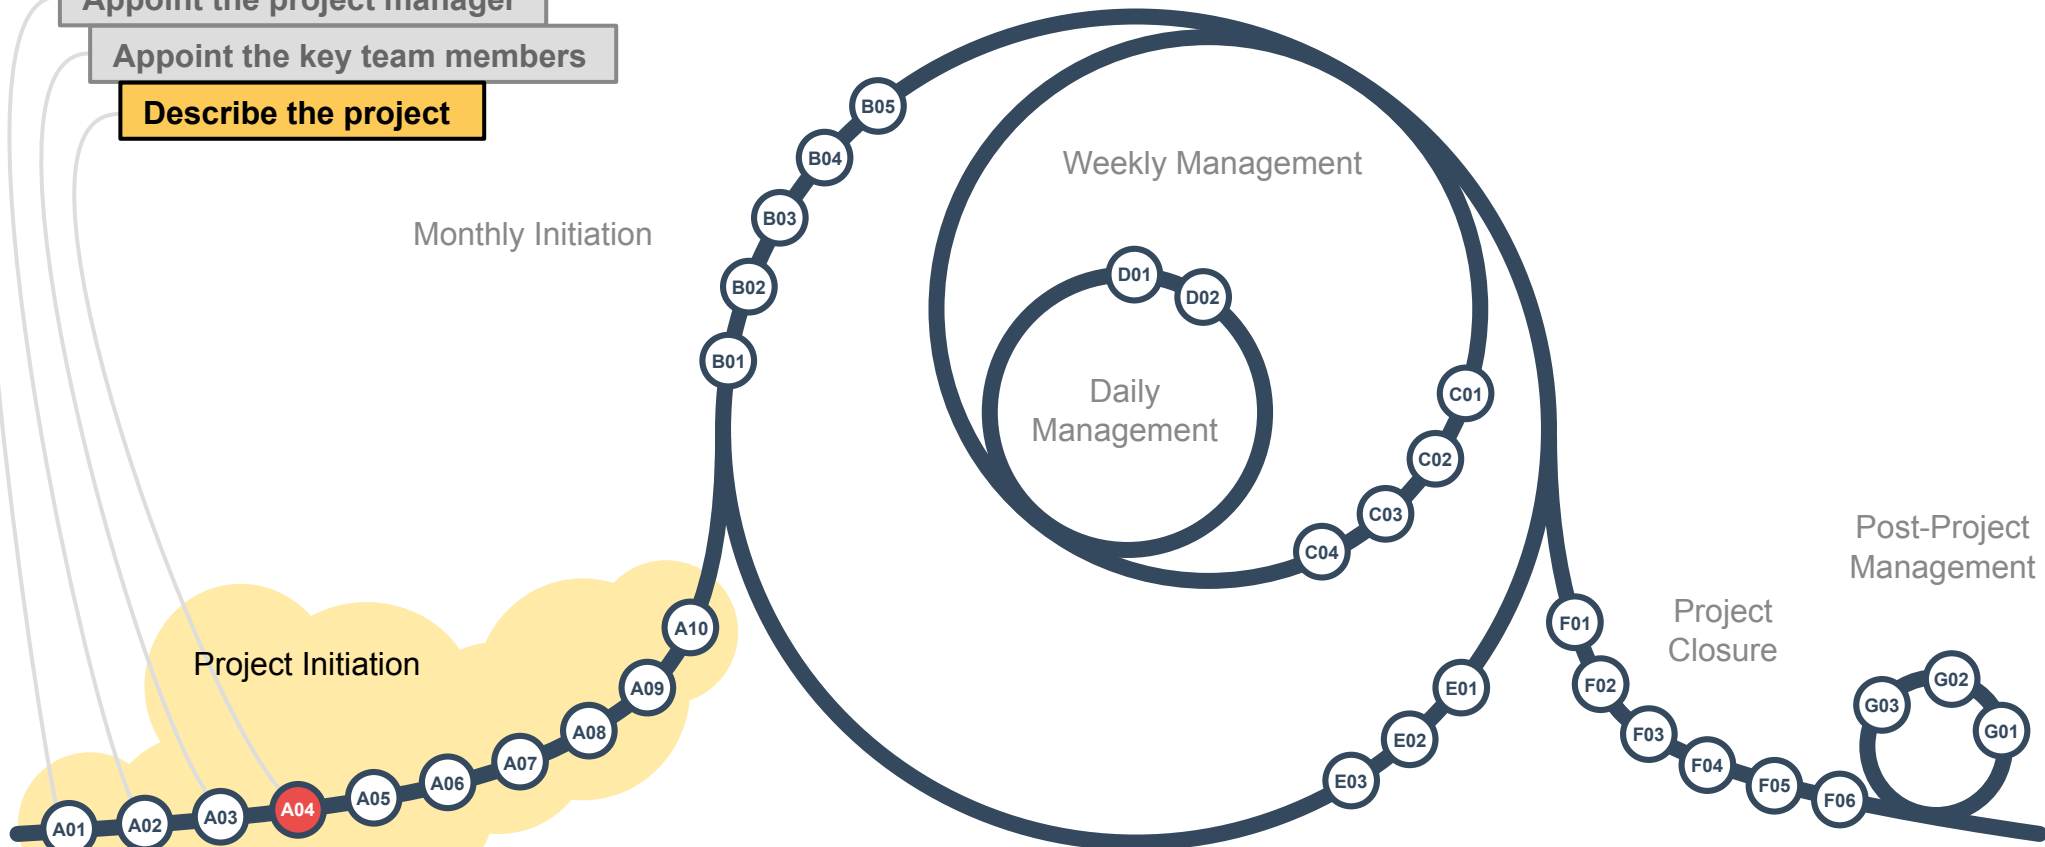 Appoint the project manager
Appoint the key team members
Describe the project
B05
B04
B03
B02
B01
Monthly Initiation
Weekly Management
D01
D02
Daily
Management
C01
C02
C03
C04
Post-Project
Management
Project
Closure
Project Initiation
A01
A02
A03
A04
A05
A06
A07
A08
A09
A10
E01
E02
E03
F01
F02
F03
F04
F05
F06
G03
G02
G01